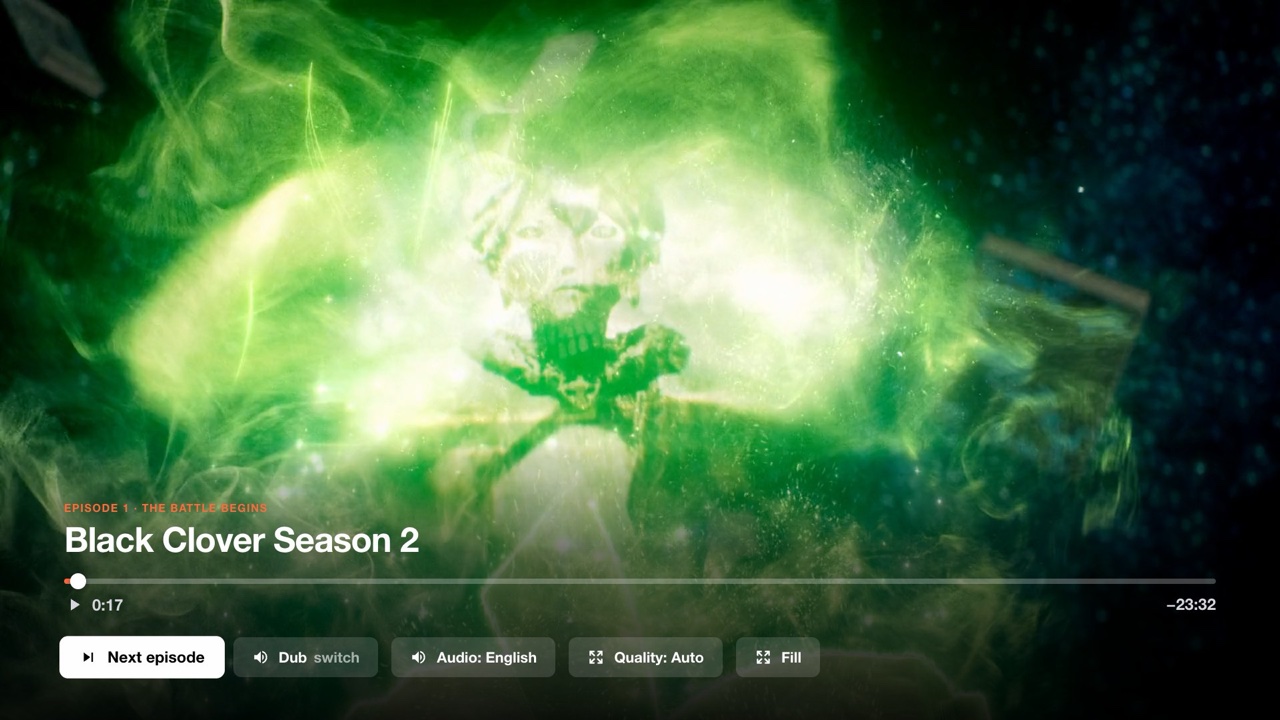 EPISODE 1 · THE BATTLE BEGINS
Black Clover Season 2
0:17
–23:32
Next episode
Dub switch
Audio: English
Quality: Auto
Fill